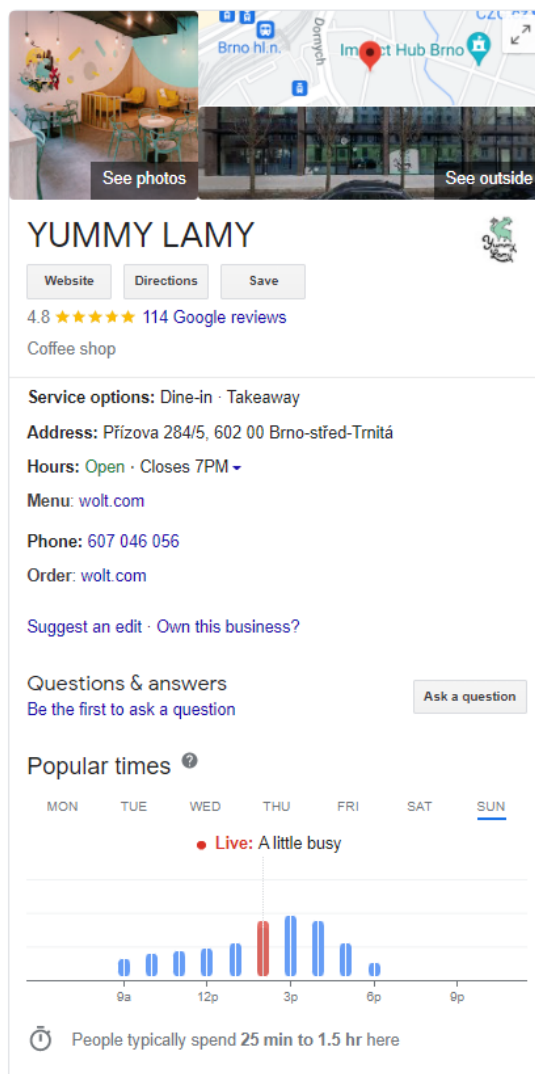 Brno hl.n.
Dornych
Impact Hub Brno
See photos
See outside
YUMMY LAMY
Yummy
Lamy
Website Directions Save
4.8 114 Google reviews
Coffee shop
Service options: Dine-in · Takeaway
Address: Přízova 284/5, 602 00 Brno-střed-Trnitá
Hours: Open · Closes 7PM
Menu: wolt.com
Phone: 607 046 056
Order: wolt.com
Suggest an edit · Own this business?
Questions & answers
Ask a question
Be the first to ask a question
Popular times ?
MON TUE WED THU FRI SAT SUN
Live: A little busy
9a 12p 3p 6p 9p
People typically spend 25 min to 1.5 hr here